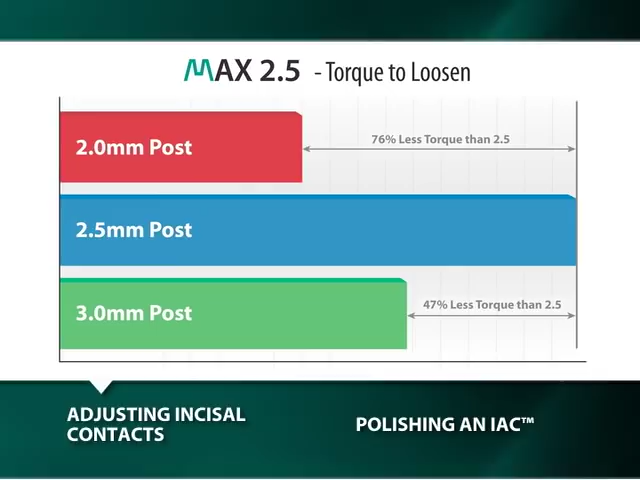 MAX 2.5 - Torque to Loosen
2.0mm Post
76% Less Torque than 2.5
2.5mm Post
3.0mm Post
47% Less Torque than 2.5
ADJUSTING INCISAL
CONTACTS
POLISHING AN IAC™